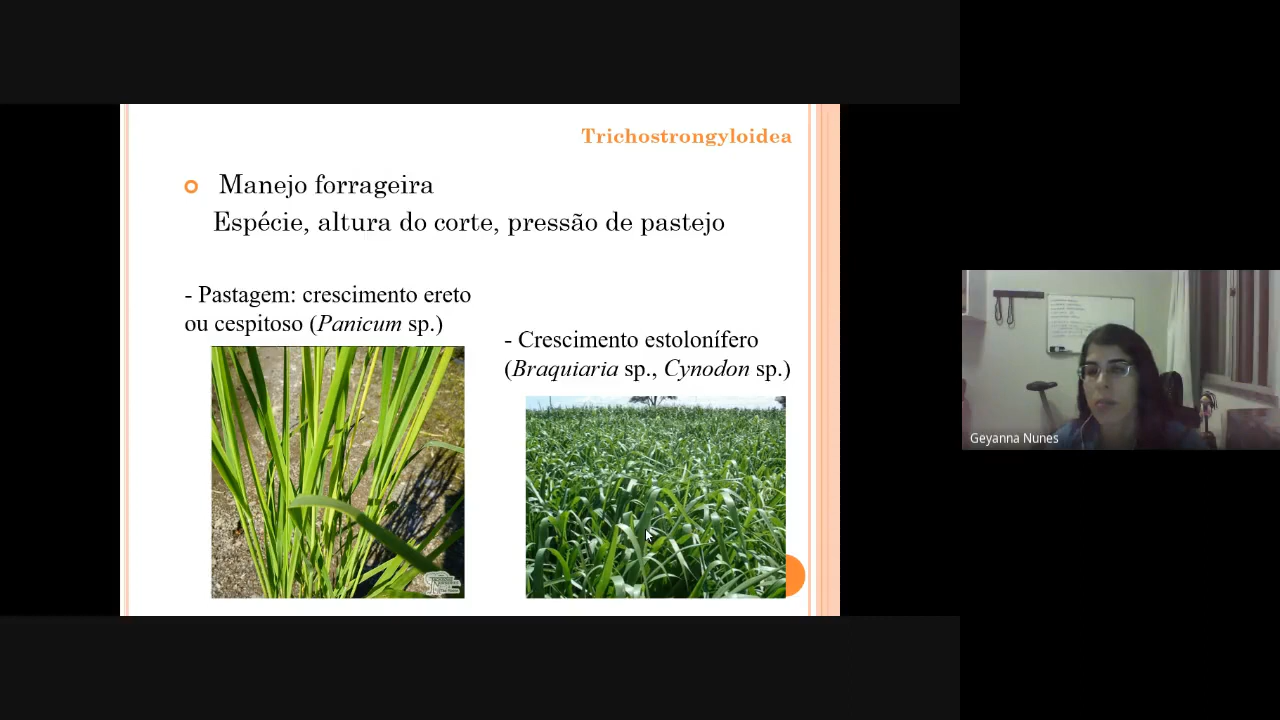 Trichostrongyloidea
Manejo forrageira
Espécie, altura do corte, pressão de pastejo
- Pastagem: crescimento ereto
ou cespitoso (Panicum sp.)
- Crescimento estolonífero
(Braquiaria sp., Cynodon sp.)
Geyanna Nunes